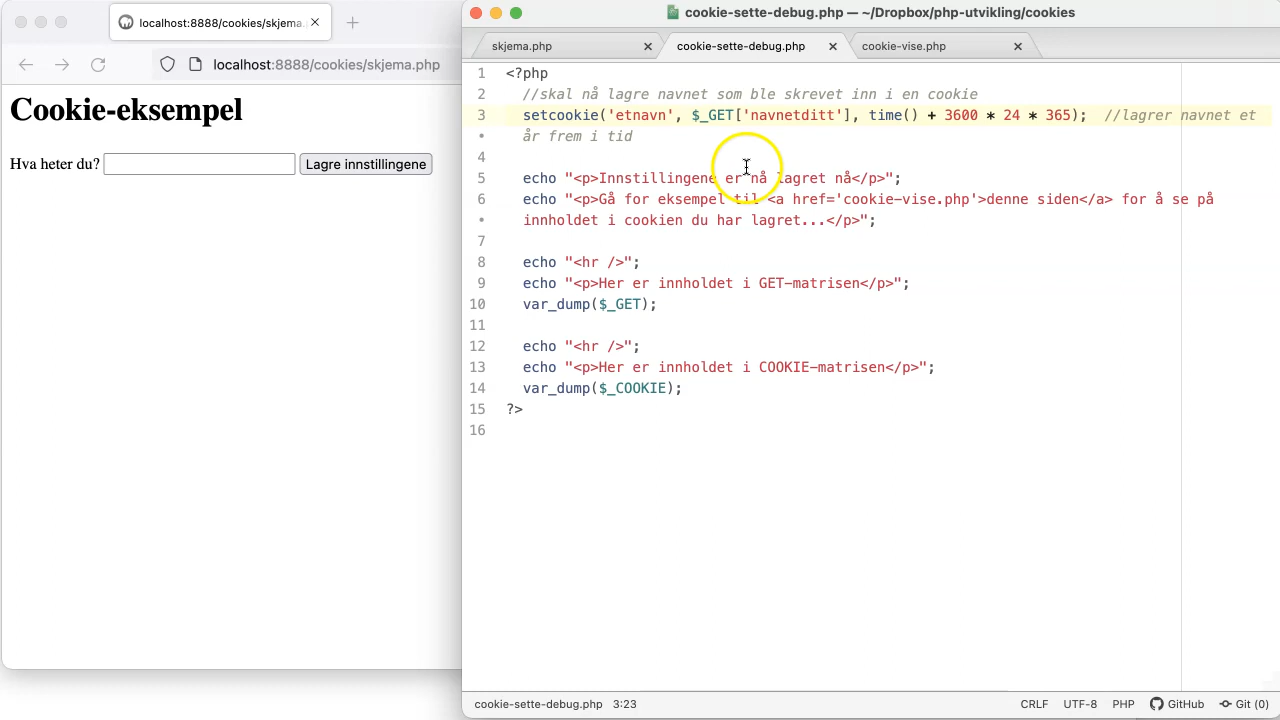 localhost:8888/cookies/skjema.
localhost:8888/cookies/skjema.php
Cookie-eksempel
Hva heter du?
Lagre innstillingene
cookie-sette-debug.php — ~/Dropbox/php-utvikling/cookies
skjema.php
cookie-sette-debug.php
cookie-vise.php
1 <?php
2 //skal nå lagre navnet som ble skrevet inn i en cookie
3 setcookie('etnavn', $_GET['navnetditt'], time() + 3600 * 24 * 365); //lagrer navnet et
• år frem i tid
4
5 echo "<p>Innstillingene er nå lagret nå</p>";
6 echo "<p>Gå for eksempel til <a href='cookie-vise.php'>denne siden</a> for å se på
• innholdet i cookien du har lagret...</p>";
7
8 echo "<hr />";
9 echo "<p>Her er innholdet i GET-matrisen</p>";
10 var_dump($_GET);
11
12 echo "<hr />";
13 echo "<p>Her er innholdet i COOKIE-matrisen</p>";
14 var_dump($_COOKIE);
15 ?>
16
cookie-sette-debug.php 3:23
CRLF UTF-8 PHP GitHub Git (0)